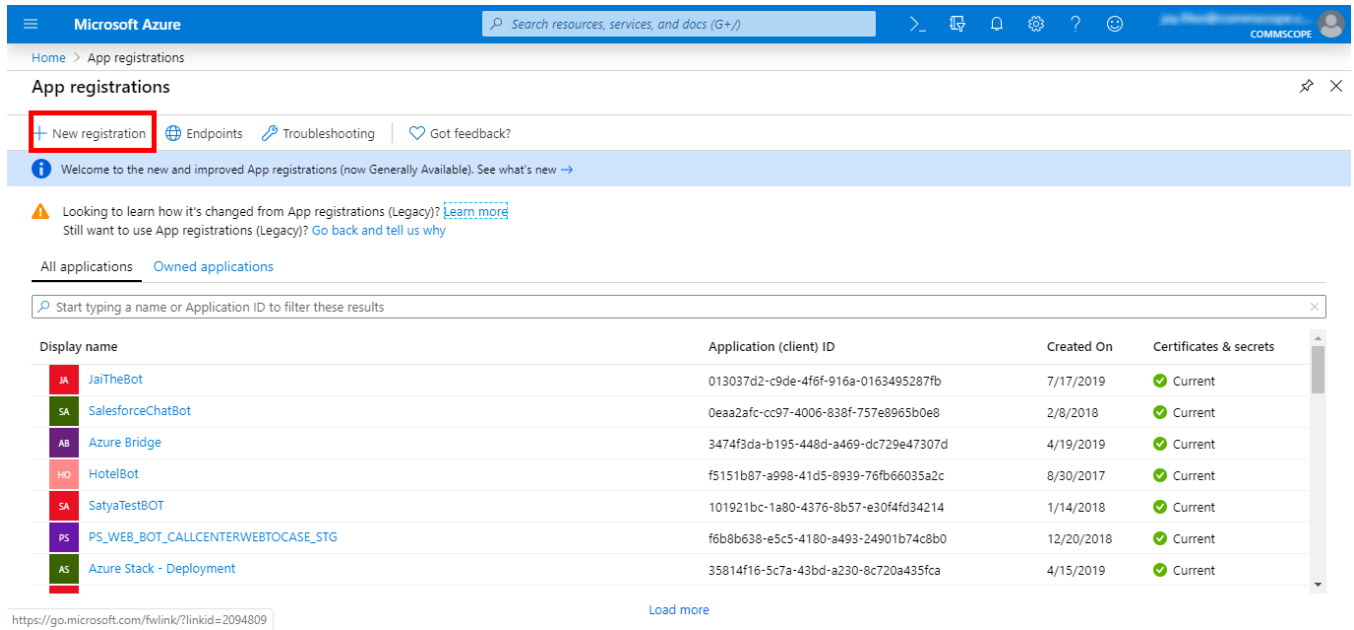 Microsoft Azure
Search resources, services, and docs (G+/)
COMMSCOPE
Home > App registrations
App registrations
New registration Endpoints Troubleshooting Got feedback?
Welcome to the new and improved App registrations (now Generally Available). See what's new →
Looking to learn how it's changed from App registrations (Legacy)? Learn more
Still want to use App registrations (Legacy)? Go back and tell us why
All applications Owned applications
Start typing a name or Application ID to filter these results
Display name Application (client) ID Created On Certificates & secrets
JA JaiTheBot 013037d2-c9de-4f6f-916a-0163495287fb 7/17/2019 Current
SA SalesforceChatBot 0eaa2afc-cc97-4006-838f-757e8965b0e8 2/8/2018 Current
AB Azure Bridge 3474f3da-b195-448d-a469-dc729e47307d 4/19/2019 Current
HO HotelBot f5151b87-a998-41d5-8939-76fb66035a2c 8/30/2017 Current
SA SatyaTestBOT 101921bc-1a80-4376-8b57-e30f4fd34214 1/14/2018 Current
PS PS_WEB_BOT_CALLCENTERWEBTOCASE_STG f6b8b638-e5c5-4180-a493-24901b74c8b0 12/20/2018 Current
AS Azure Stack - Deployment 35814f16-5c7a-43bd-a230-8c720a435fca 4/15/2019 Current
Load more
https://go.microsoft.com/fwlink/?linkid=2094809